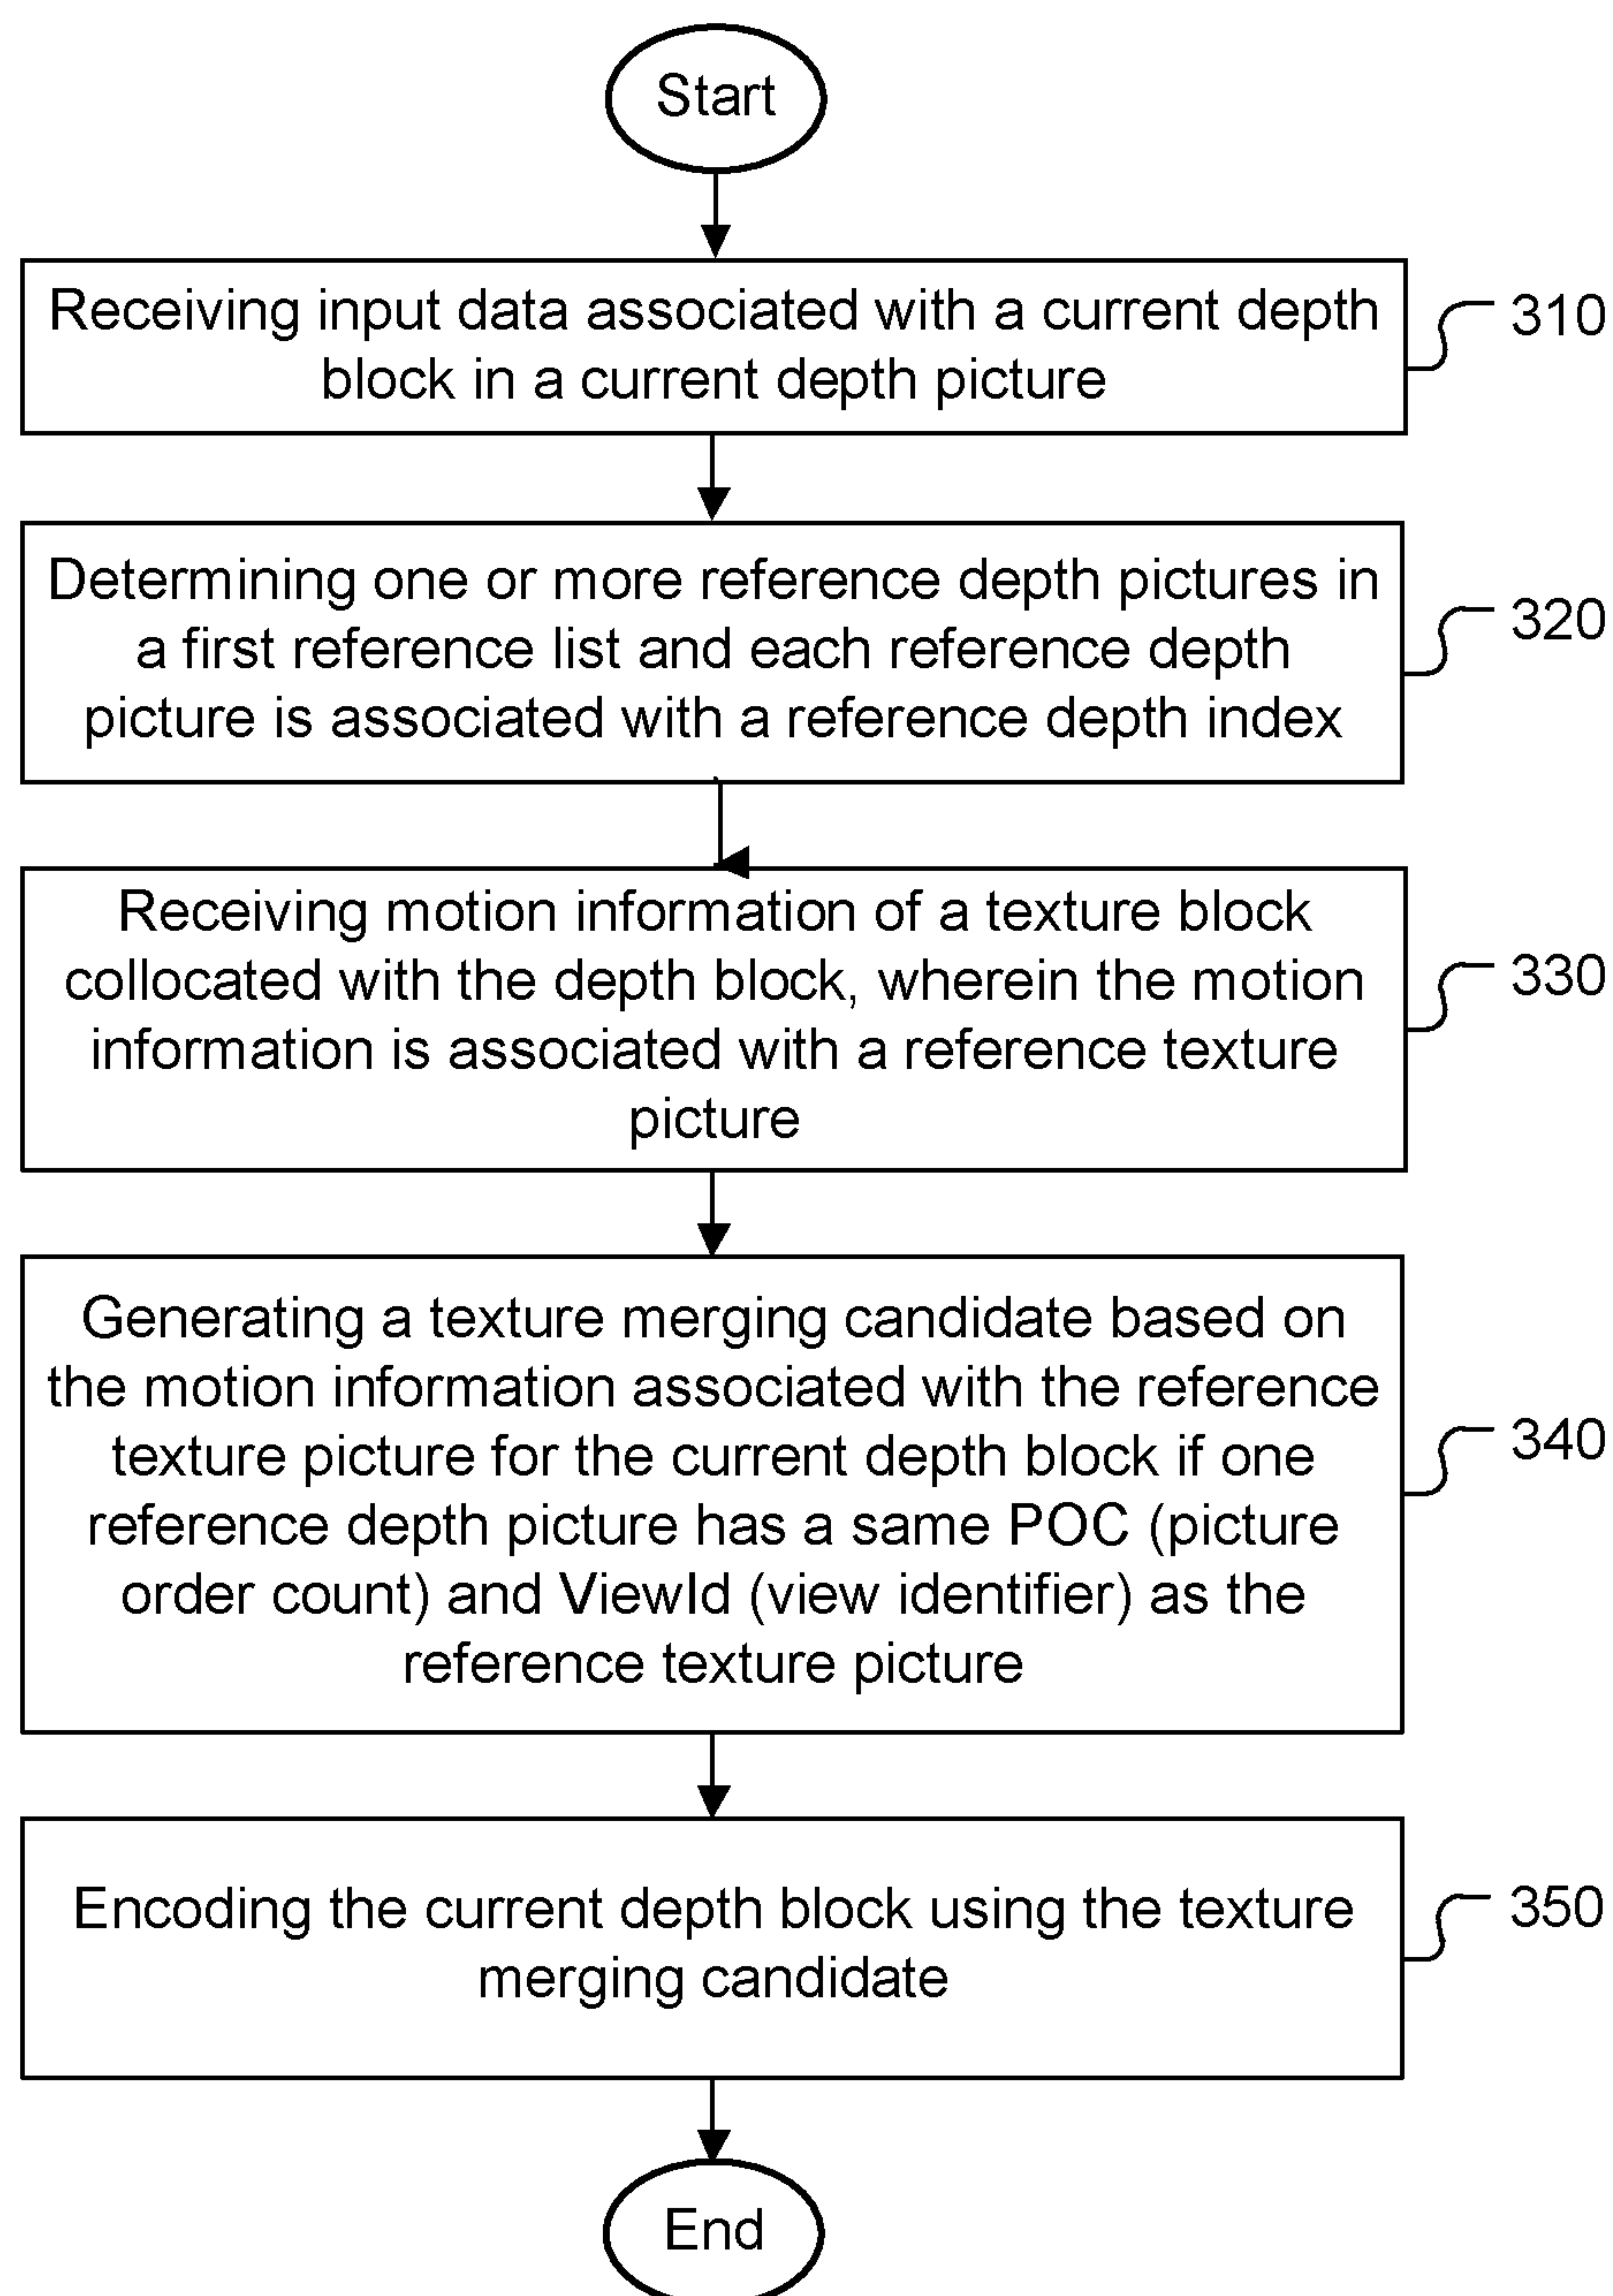 Start
Receiving input data associated with a current depth
block in a current depth picture
310
Determining one or more reference depth pictures in
a first reference list and each reference depth
picture is associated with a reference depth index
320
Receiving motion information of a texture block
collocated with the depth block, wherein the motion
information is associated with a reference texture
picture
330
Generating a texture merging candidate based on
the motion information associated with the reference
texture picture for the current depth block if one
reference depth picture has a same POC (picture
order count) and ViewId (view identifier) as the
reference texture picture
340
Encoding the current depth block using the texture
merging candidate
350
End